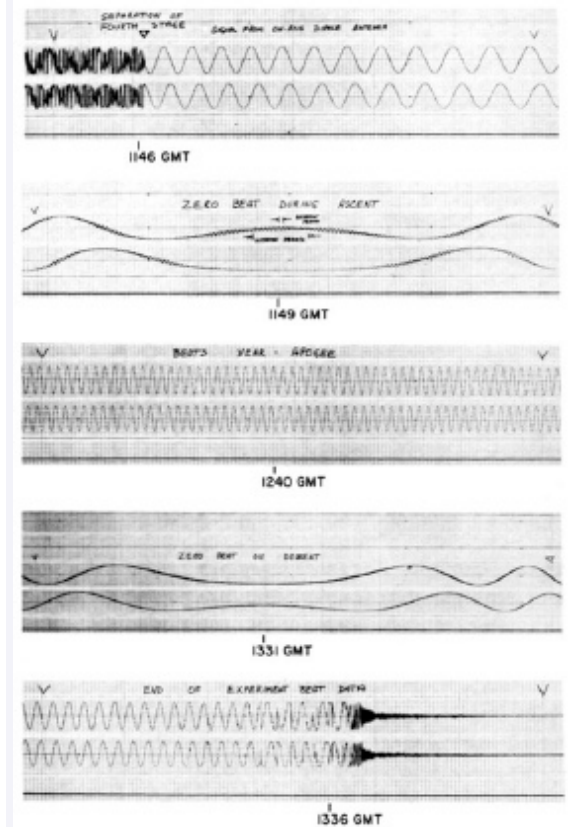 SEPARATION OF
FOURTH STAGE
SIGNAL FROM ON-AXIS DIPOLE ANTENNA
1146 GMT
ZERO BEAT DURING ASCENT
1149 GMT
BEATS NEAR APOGEE
1240 GMT
ZERO BEAT ON DESCENT
1331 GMT
END OF EXPERIMENT BEAT DATA
1336 GMT